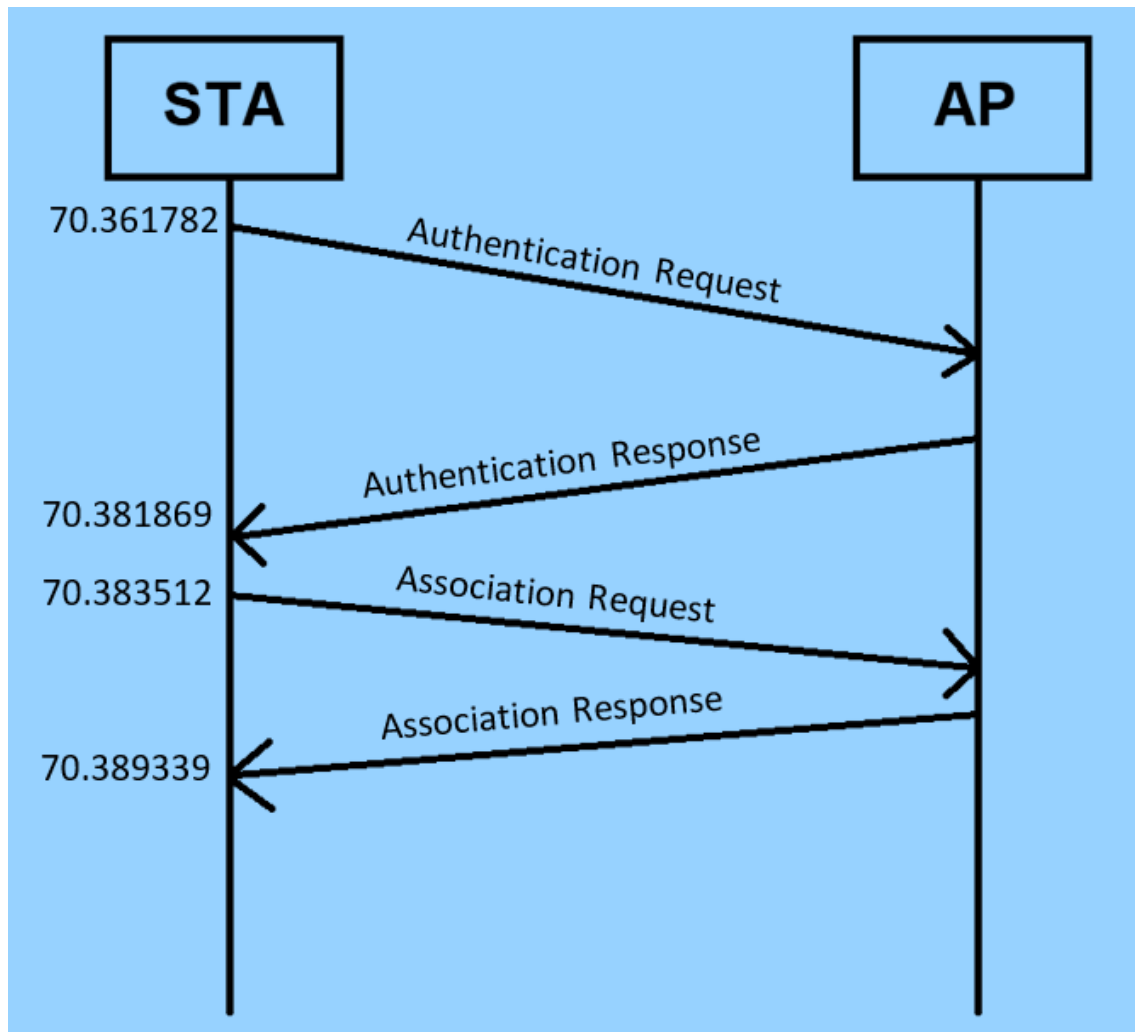 STA
AP
70.361782
Authentication Request
Authentication Response
70.381869
70.383512
Association Request
Association Response
70.389339